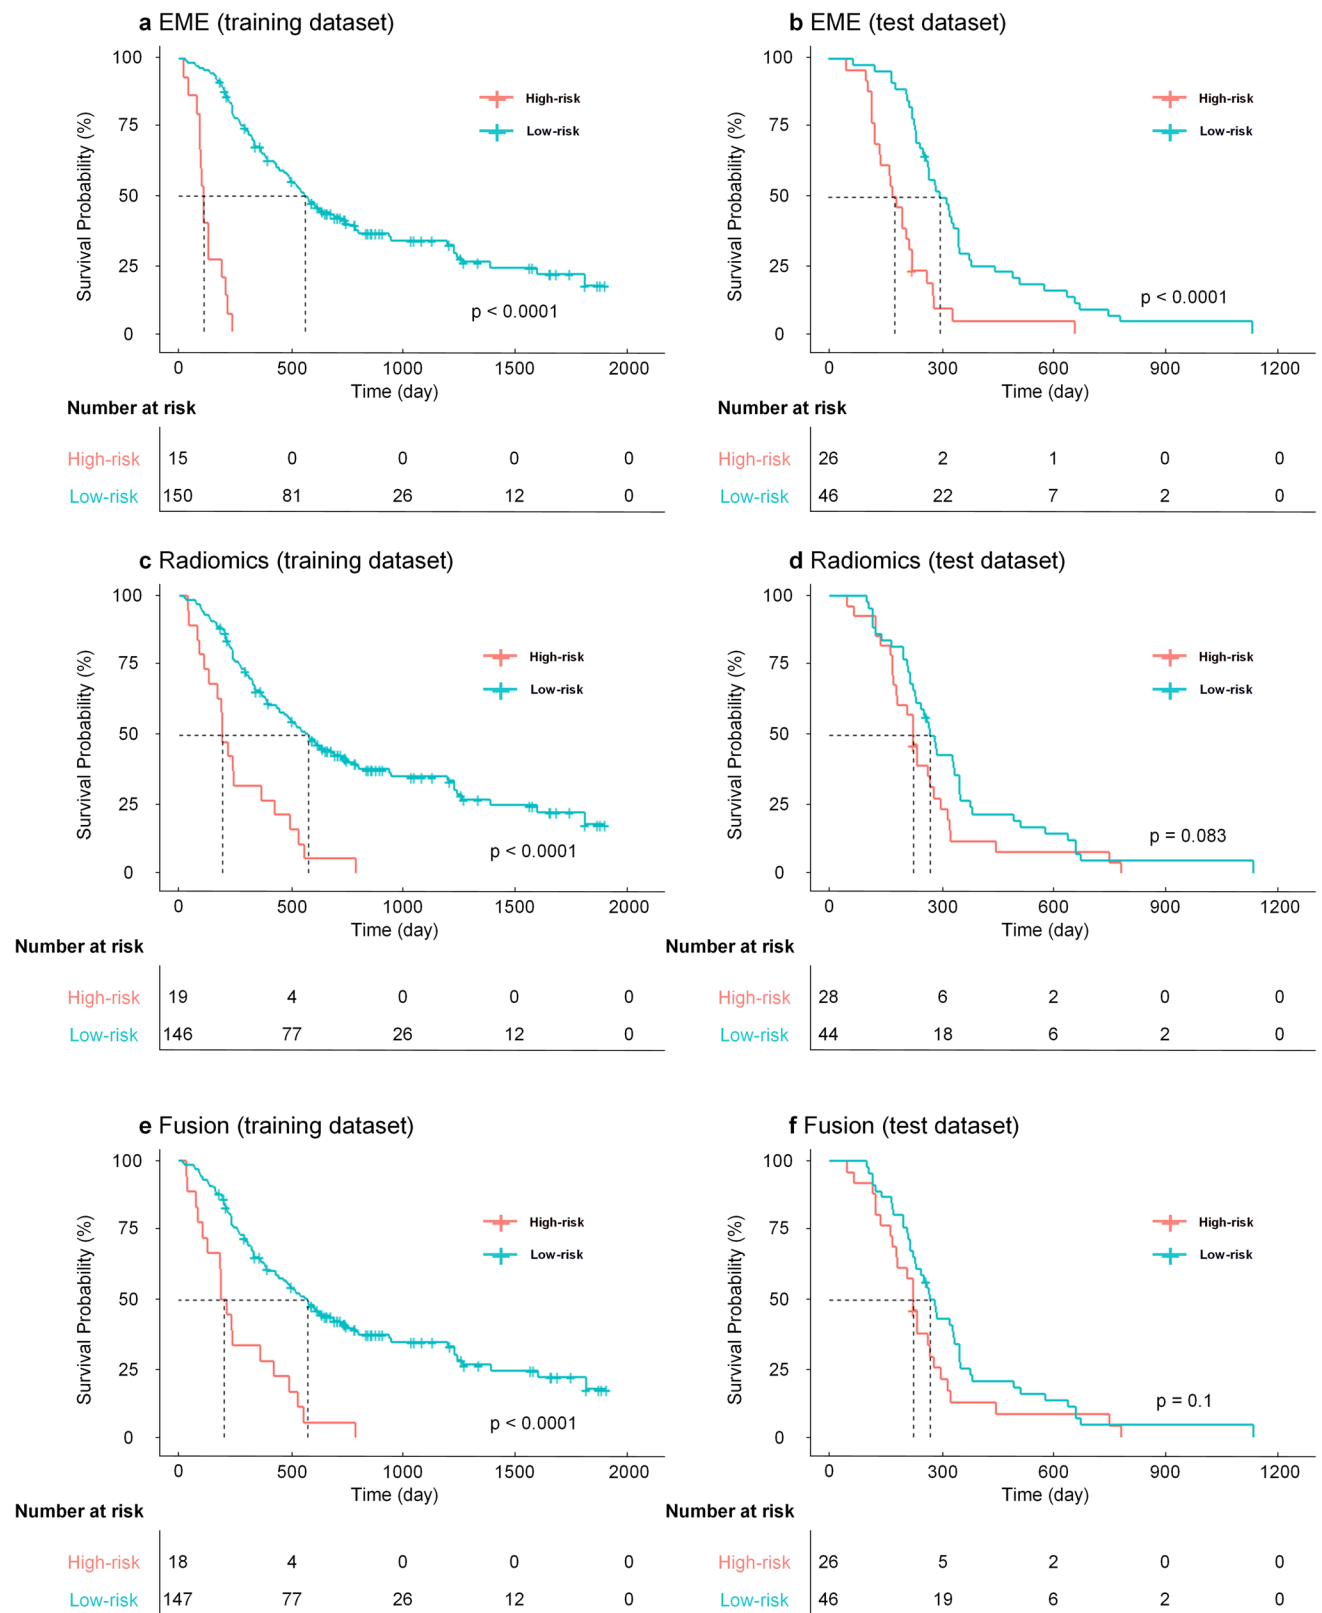 a EME (training dataset)
100
75
50
25
0
Survival Probability (%)
High-risk
Low-risk
p < 0.0001
0 500 1000 1500 2000
Time (day)
Number at risk
High-risk 15 0 0 0 0
Low-risk 150 81 26 12 0
b EME (test dataset)
100
75
50
25
0
Survival Probability (%)
High-risk
Low-risk
p < 0.0001
0 300 600 900 1200
Time (day)
Number at risk
High-risk 26 2 1 0 0
Low-risk 46 22 7 2 0
c Radiomics (training dataset)
100
75
50
25
0
Survival Probability (%)
High-risk
Low-risk
p < 0.0001
0 500 1000 1500 2000
Time (day)
Number at risk
High-risk 19 4 0 0 0
Low-risk 146 77 26 12 0
d Radiomics (test dataset)
100
75
50
25
0
Survival Probability (%)
High-risk
Low-risk
p = 0.083
0 300 600 900 1200
Time (day)
Number at risk
High-risk 28 6 2 0 0
Low-risk 44 18 6 2 0
e Fusion (training dataset)
100
75
50
25
0
Survival Probability (%)
High-risk
Low-risk
p < 0.0001
0 500 1000 1500 2000
Time (day)
Number at risk
High-risk 18 4 0 0 0
Low-risk 147 77 26 12 0
f Fusion (test dataset)
100
75
50
25
0
Survival Probability (%)
High-risk
Low-risk
p = 0.1
0 300 600 900 1200
Time (day)
Number at risk
High-risk 26 5 2 0 0
Low-risk 46 19 6 2 0